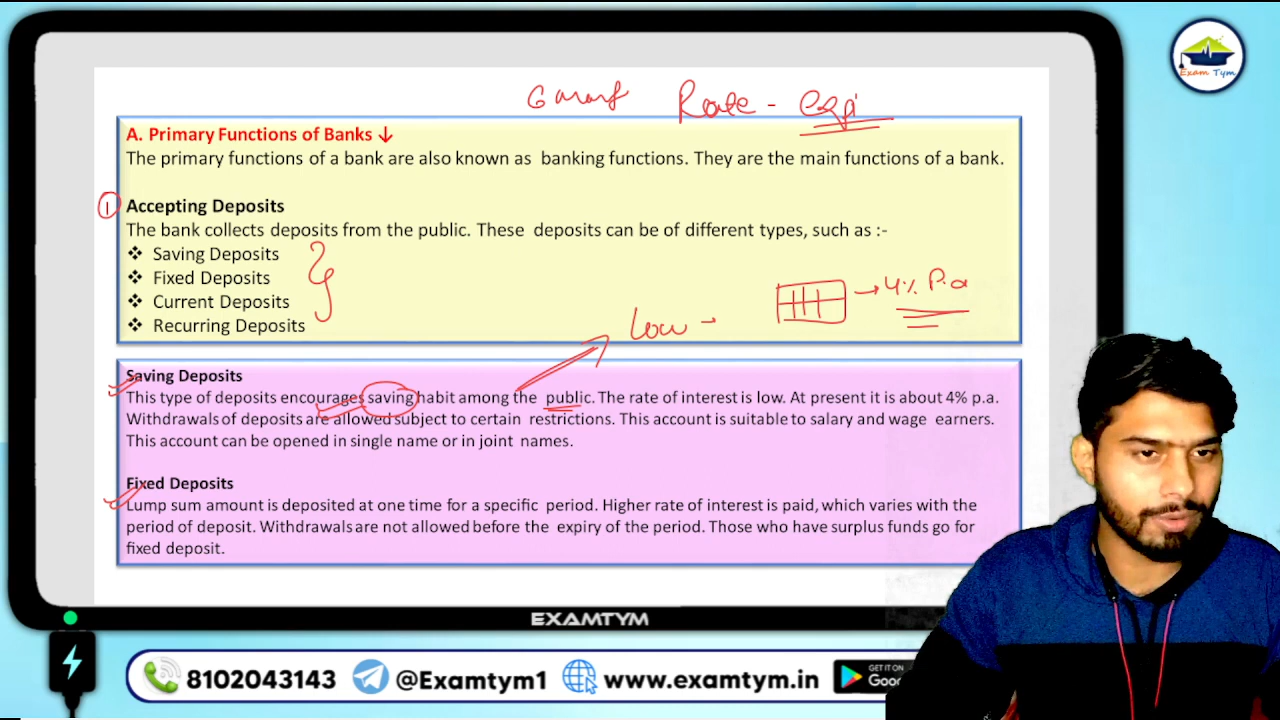 Exam Tym
Rate -
A. Primary Functions of Banks ↓
The primary functions of a bank are also known as banking functions. They are the main functions of a bank.
1 Accepting Deposits
The bank collects deposits from the public. These deposits can be of different types, such as :-
❖ Saving Deposits
❖ Fixed Deposits
❖ Current Deposits
❖ Recurring Deposits
→ 4% P.a
Low -
Saving Deposits
This type of deposits encourages saving habit among the public. The rate of interest is low. At present it is about 4% p.a.
Withdrawals of deposits are allowed subject to certain restrictions. This account is suitable to salary and wage earners.
This account can be opened in single name or in joint names.
Fixed Deposits
Lump sum amount is deposited at one time for a specific period. Higher rate of interest is paid, which varies with the
period of deposit. Withdrawals are not allowed before the expiry of the period. Those who have surplus funds go for
fixed deposit.
EXAMTYM
8102043143 @Examtym1 www.examtym.in GET IT ON Goo